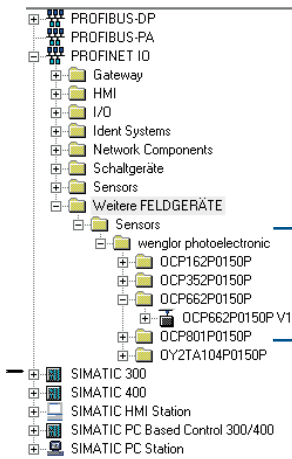 PROFIBUS-DP
PROFIBUS-PA
PROFINET IO
Gateway
HMI
I/O
Ident Systems
Network Components
Schaltgeräte
Sensors
Weitere FELDGERÄTE
Sensors
wenglor photoelectronic
OCP162P0150P
OCP352P0150P
OCP662P0150P
OCP662P0150P V1
OCP801P0150P
OY2TA104P0150P
SIMATIC 300
SIMATIC 400
SIMATIC HMI Station
SIMATIC PC Based Control 300/400
SIMATIC PC Station